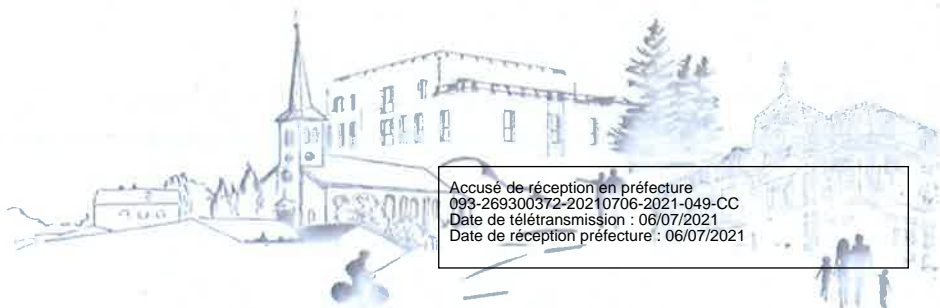 Accusé de réception en préfecture
093-269300372-20210706-2021-049-CC
Date de télétransmission : 06/07/2021
Date de réception préfecture : 06/07/2021